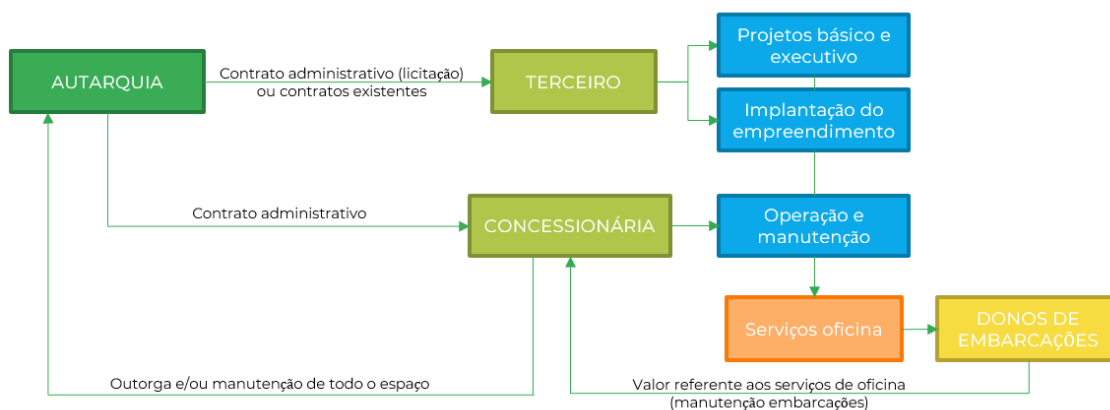 Projetos básico e
executivo
AUTARQUIA
Contrato administrativo (licitação)
ou contratos existentes
TERCEIRO
Implantação do
empreendimento
Contrato administrativo
CONCESSIONÁRIA
Operação e
manutenção
Serviços oficina
DONOS DE
EMBARCAÇÕES
Outorga e/ou manutenção de todo o espaço
Valor referente aos serviços de oficina
(manutenção embarcações)